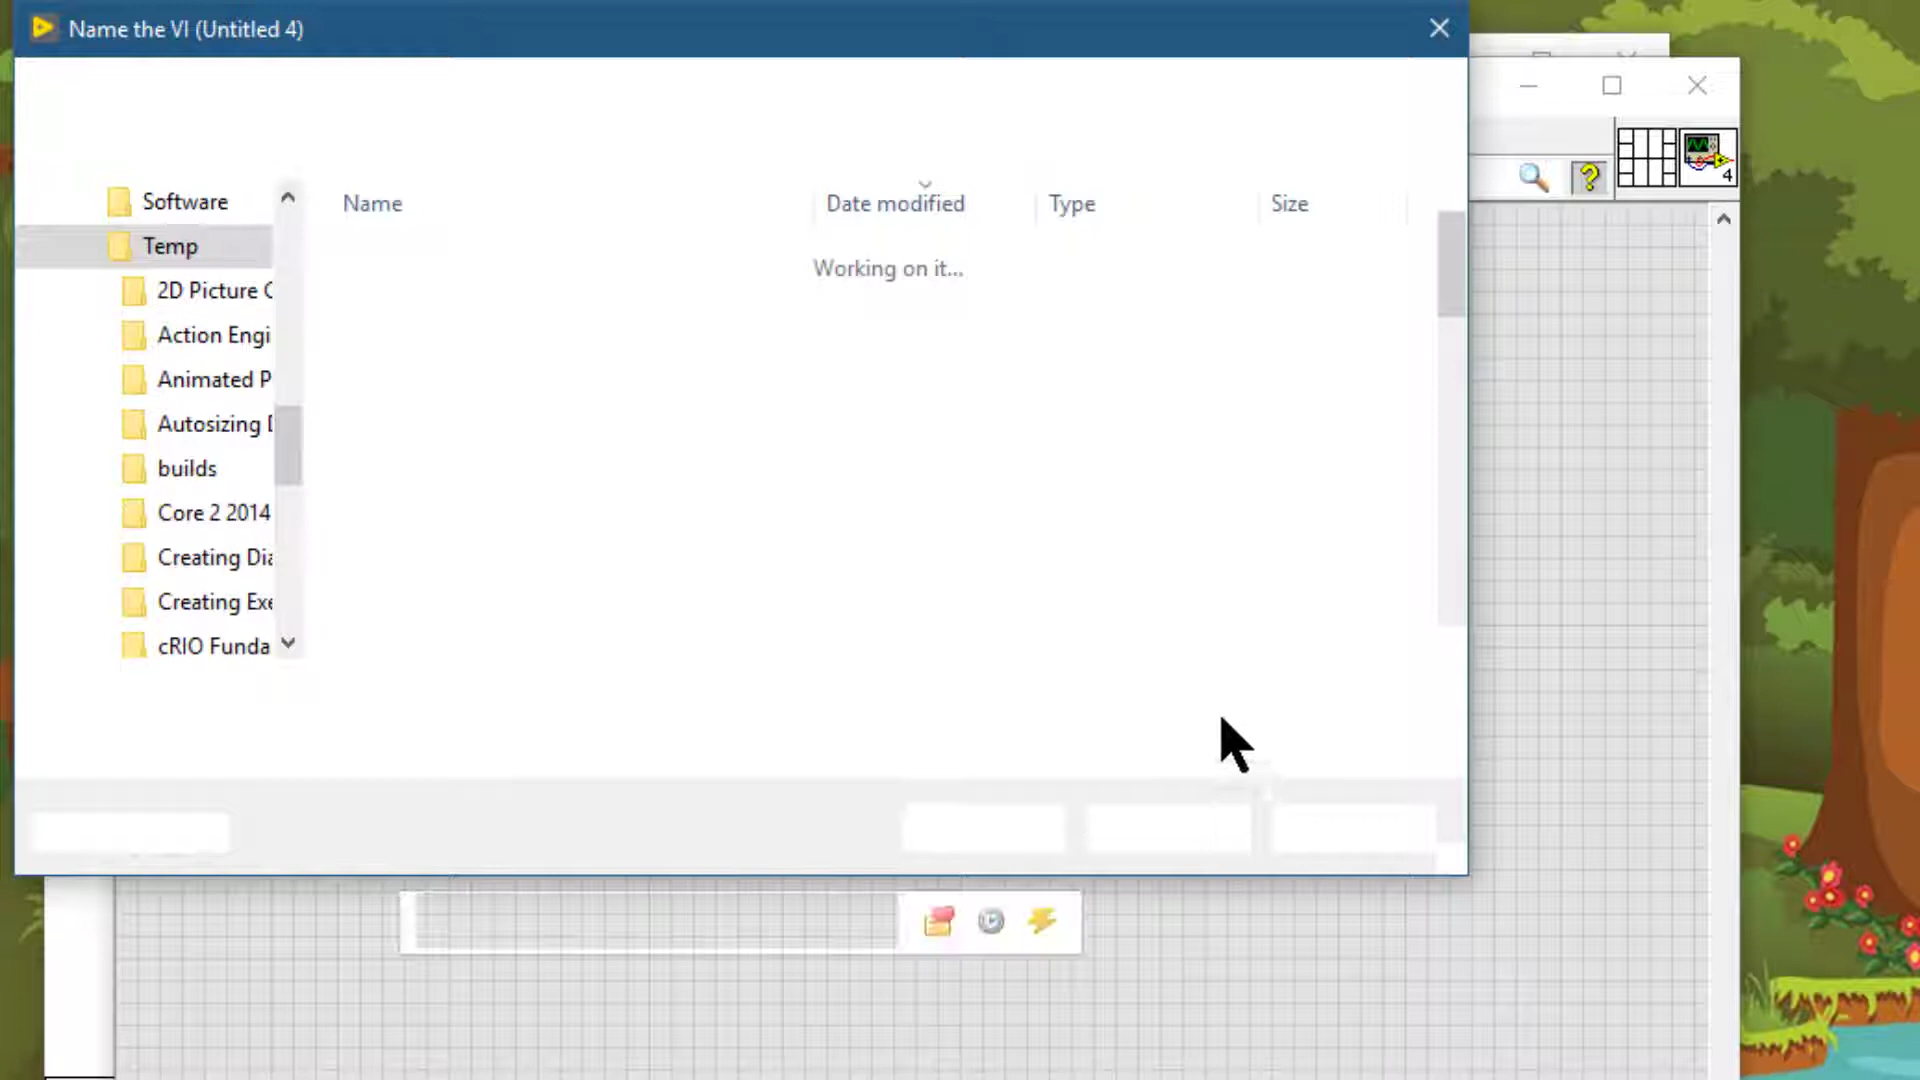 Name the VI (Untitled 4)
Name
Date modified
Type
Size
Working on it...
Software
Temp
2D Picture C
Action Engi
Animated P
Autosizing D
builds
Core 2 2014
Creating Dia
Creating Exe
cRIO Funda
?
4